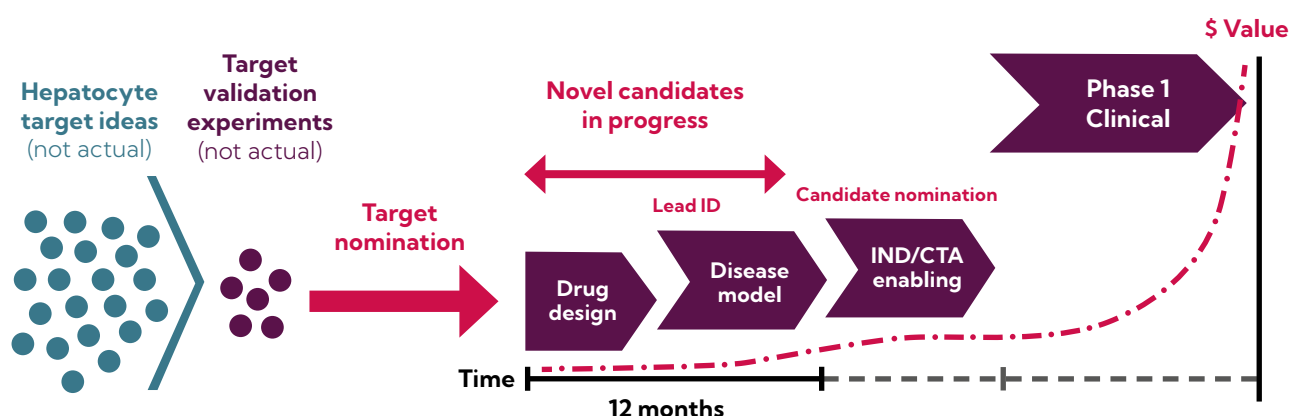 Hepatocyte
target ideas
(not actual)
Target
validation
experiments
(not actual)
Target
nomination
Novel candidates
in progress
Lead ID
Candidate nomination
Drug
design
Disease
model
IND/CTA
enabling
Phase 1
Clinical
$ Value
Time
12 months